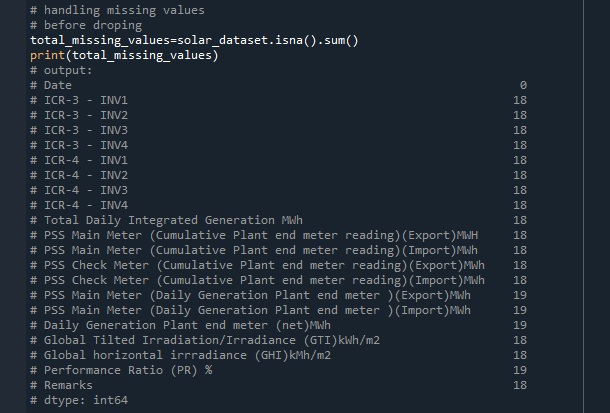 # handling missing values
# before droping
total_missing_values=solar_dataset.isna().sum()
print(total_missing_values)
# output:
# Date 0
# ICR-3 - INV1 18
# ICR-3 - INV2 18
# ICR-3 - INV3 18
# ICR-3 - INV4 18
# ICR-4 - INV1 18
# ICR-4 - INV2 18
# ICR-4 - INV3 18
# ICR-4 - INV4 18
# Total Daily Integrated Generation MWh 18
# PSS Main Meter (Cumulative Plant end meter reading)(Export)MWH 18
# PSS Main Meter (Cumulative Plant end meter reading)(Import)MWh 18
# PSS Check Meter (Cumulative Plant end meter reading)(Export)MWh 18
# PSS Check Meter (Cumulative Plant end meter reading)(Import)MWh 18
# PSS Main Meter (Daily Generation Plant end meter )(Export)MWh 19
# PSS Main Meter (Daily Generation Plant end meter )(Import)MWh 19
# Daily Generation Plant end meter (net)MWh 19
# Global Tilted Irradiation/Irradiance (GTI)kWh/m2 18
# Global horizontal irrradiance (GHI)kMh/m2 18
# Performance Ratio (PR) % 19
# Remarks 18
# dtype: int64